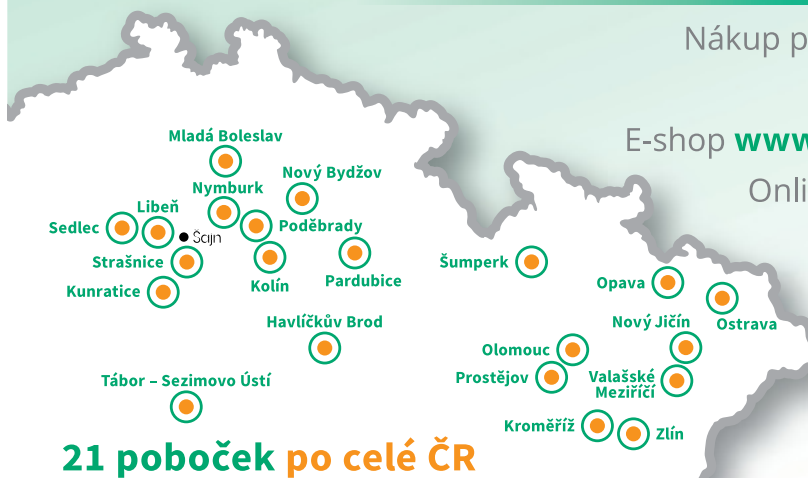 Nákup p
E-shop www
Onli
Mladá Boleslav
Nový Bydžov
Nymburk
Libeň
Sedlec
Poděbrady
Strašnice
Kunratice
Kolín
Pardubice
Šumperk
Opava
Ostrava
Havlíčkův Brod
Nový Jičín
Olomouc
Prostějov
Valašské
Meziříčí
Tábor – Sezimovo Ústí
Kroměříž
Zlín
21 poboček po celé ČR